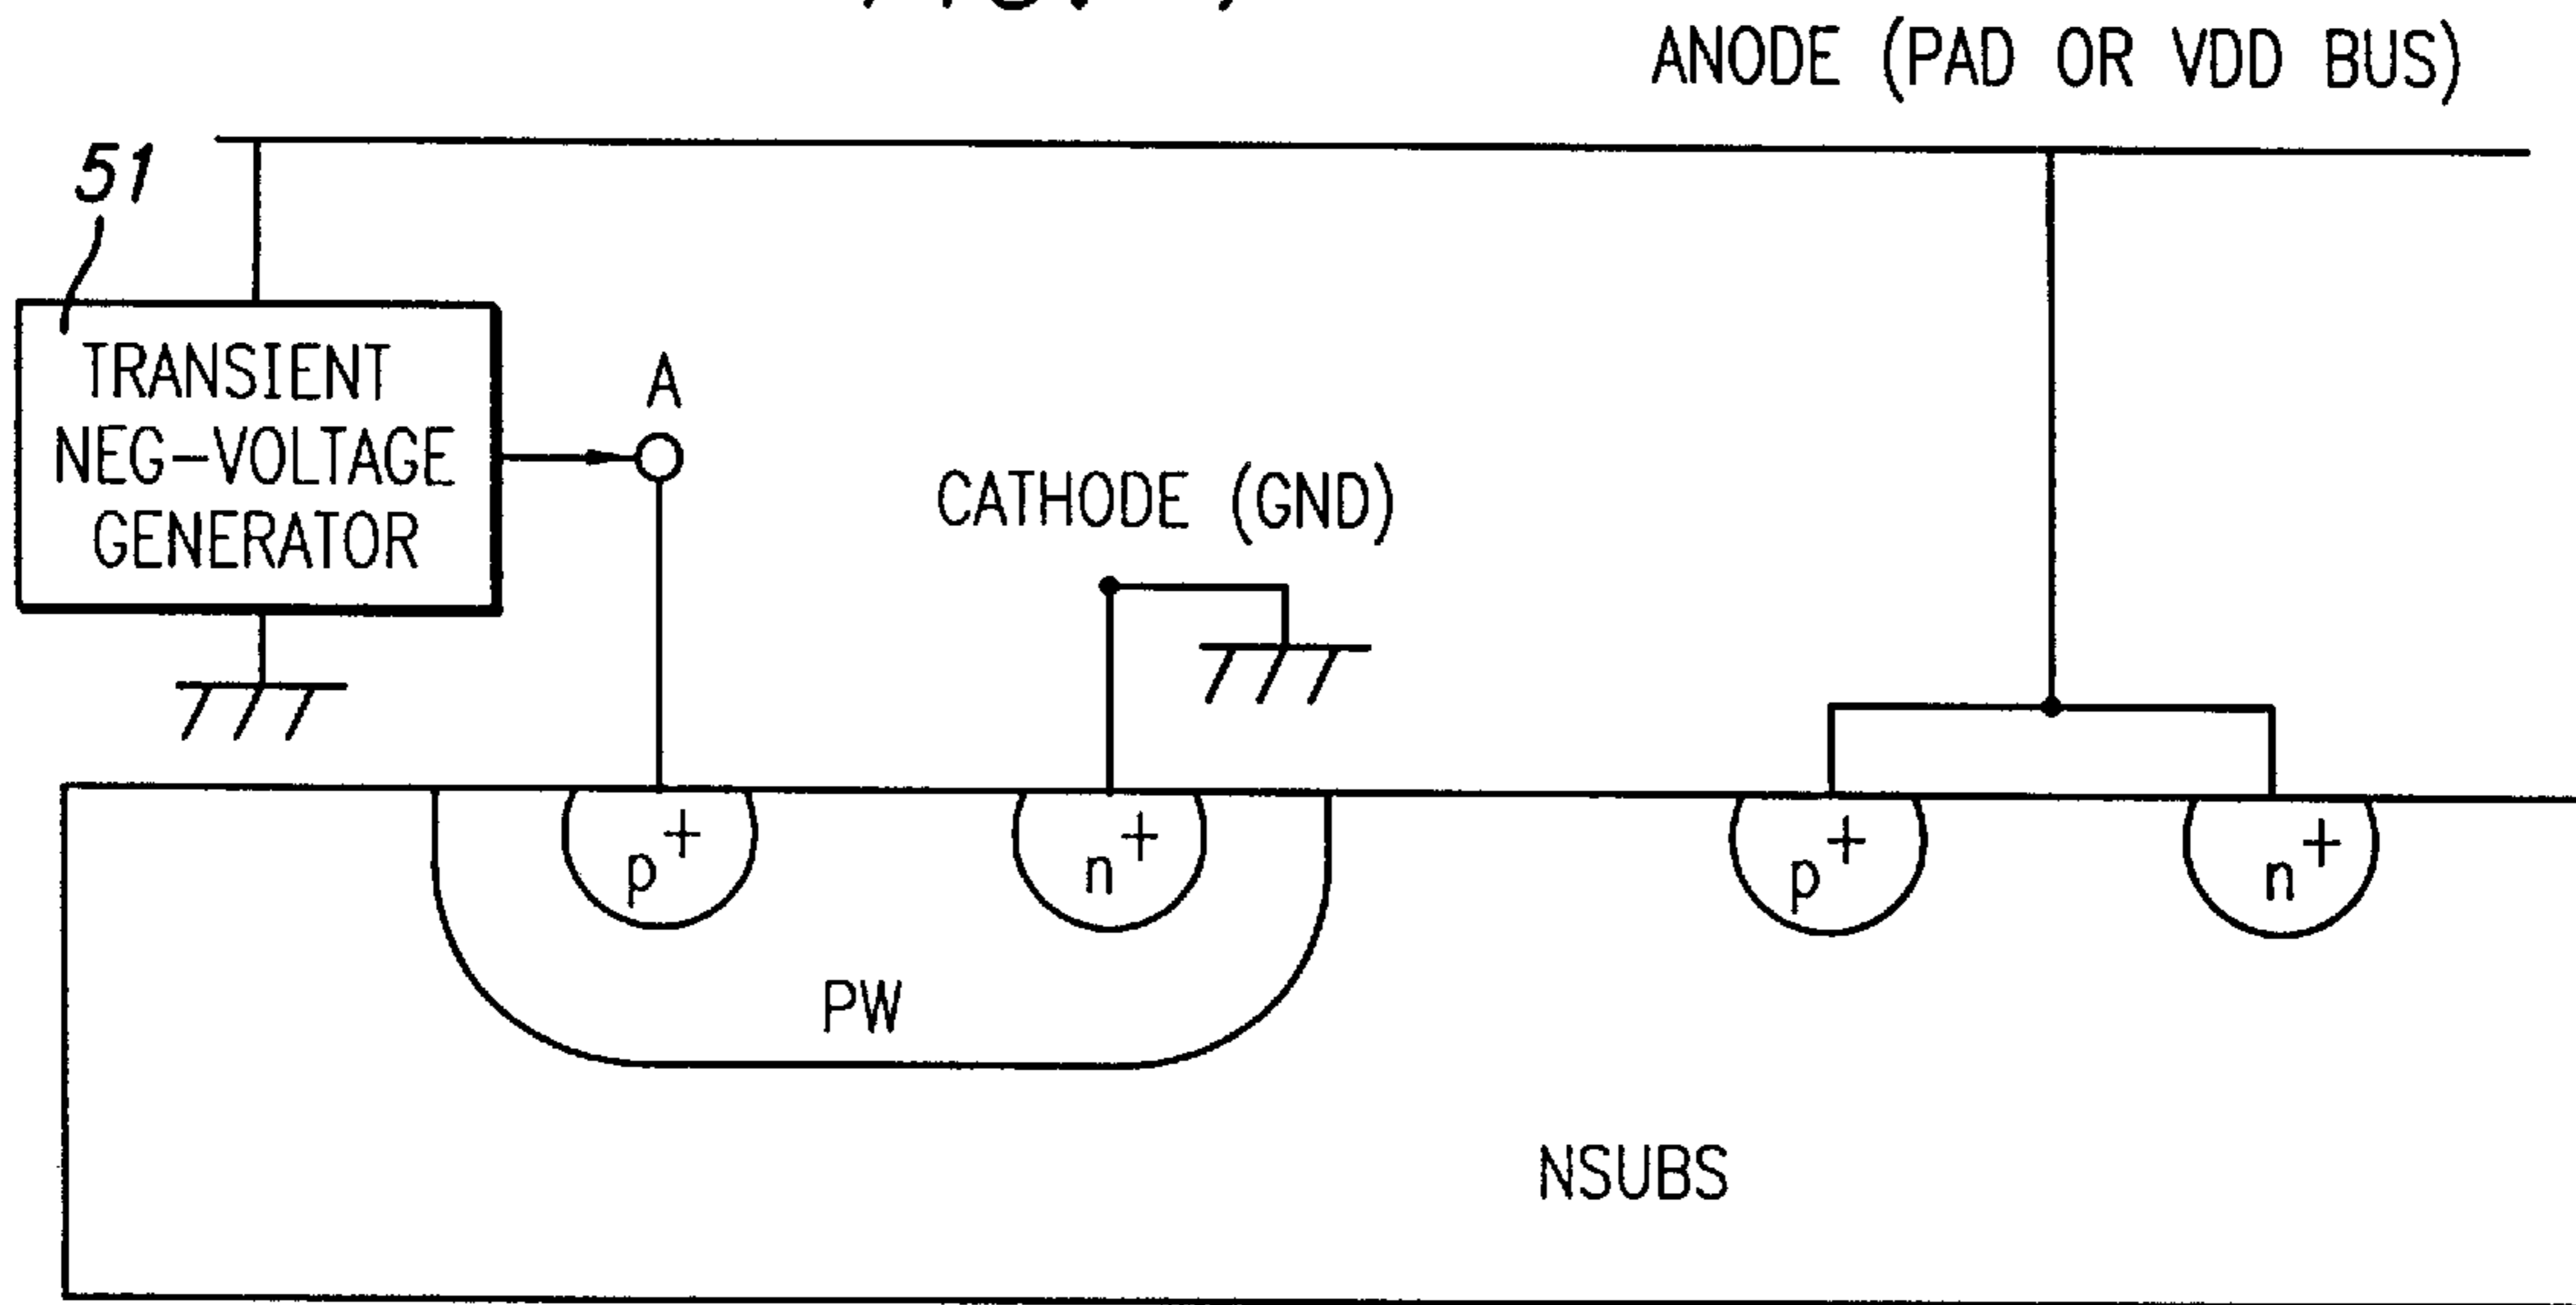 ANODE (PAD OR VDD BUS)
51
TRANSIENT
NEG-VOLTAGE
GENERATOR
A
CATHODE (GND)
p+
n+
p+
n+
PW
NSUBS